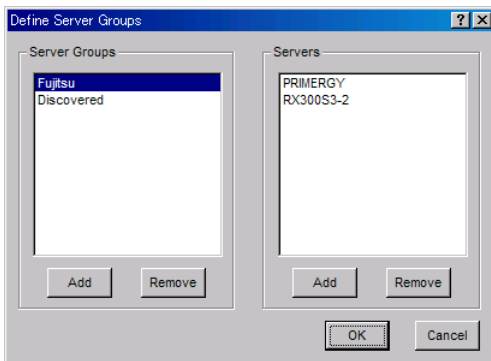 Define Server Groups
Server Groups
Fujitsu
Discovered
Add
Remove
Servers
PRIMERGY
RX300S3-2
Add
Remove
OK
Cancel